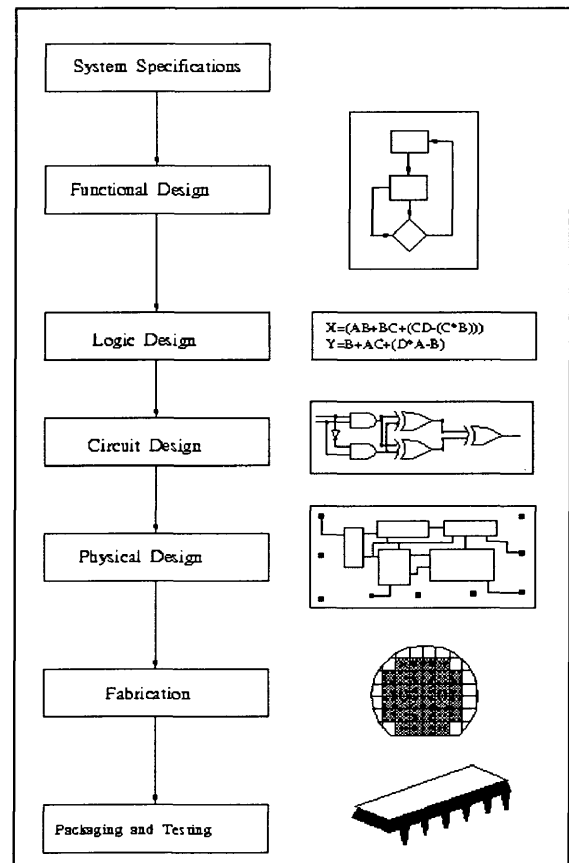 System Specifications
Functional Design
Logic Design
X=(AB+BC+(CD-(C*B)))
Y=B+AC+(D*A-B)
Circuit Design
Physical Design
Fabrication
Packaging and Testing